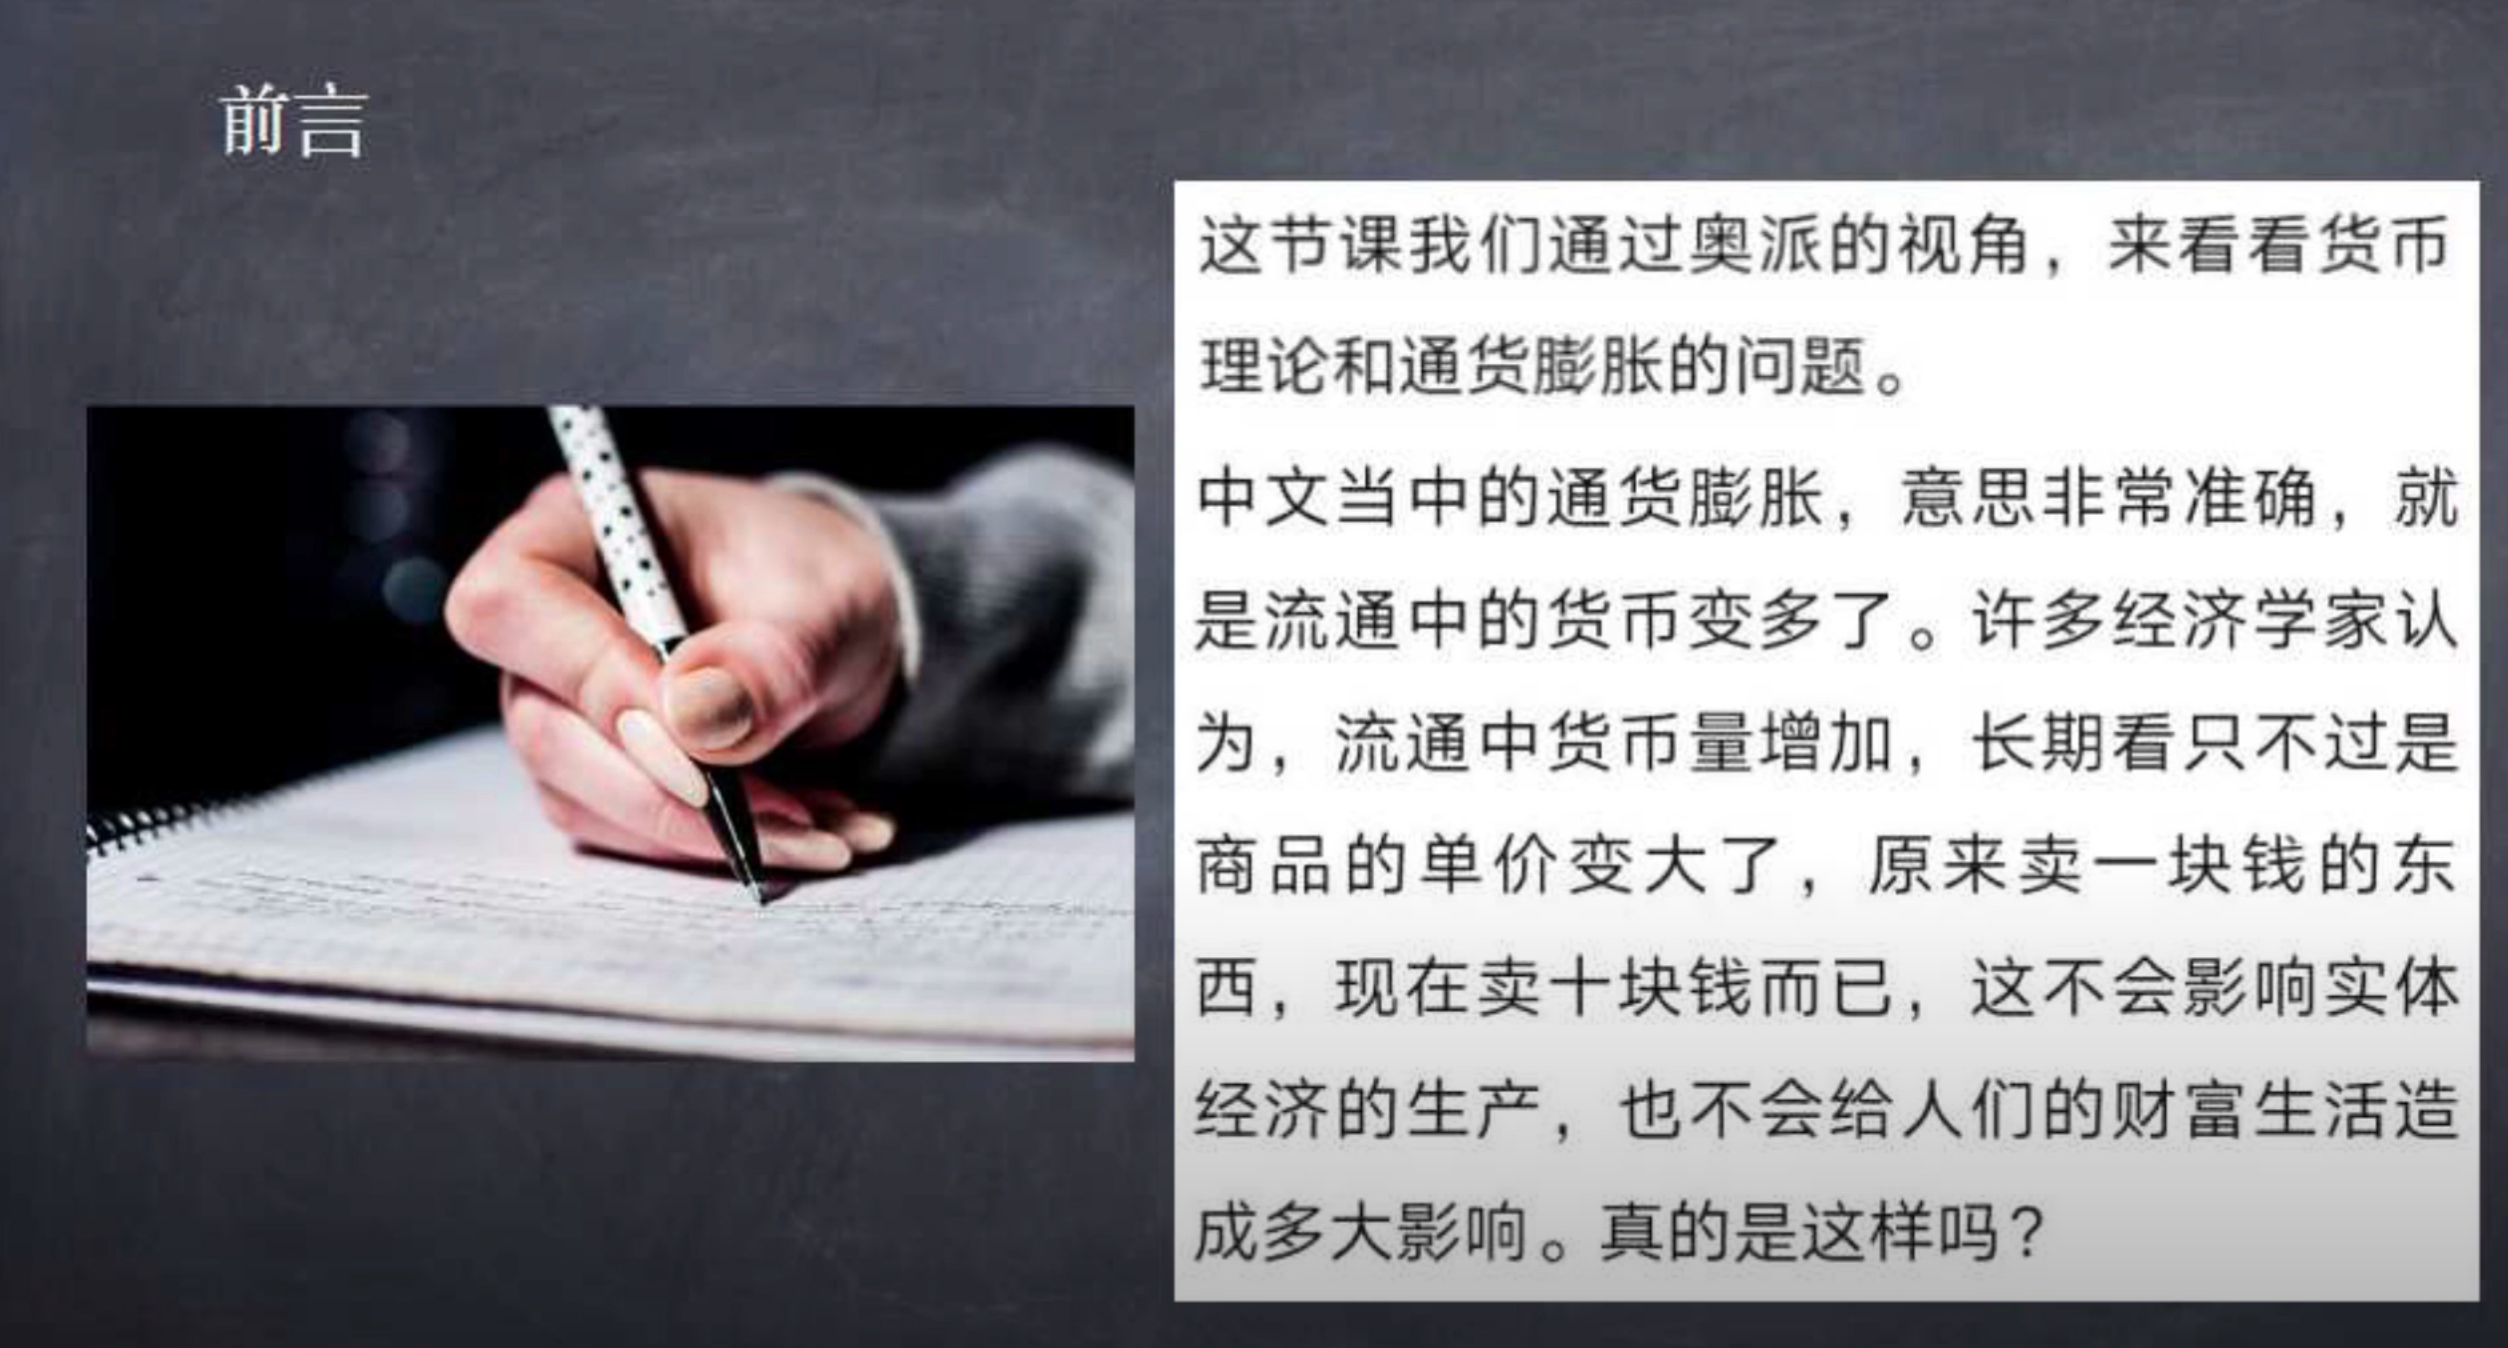 前言
这节课我们通过奥派的视角，来看看货币
理论和通货膨胀的问题。
中文当中的通货膨胀，意思非常准确，就
是流通中的货币变多了。许多经济学家认
为，流通中货币量增加，长期看只不过是
商品的单价变大了，原来卖一块钱的东
西，现在卖十块钱而已，这不会影响实体
经济的生产，也不会给人们的财富生活造
成多大影响。真的是这样吗？